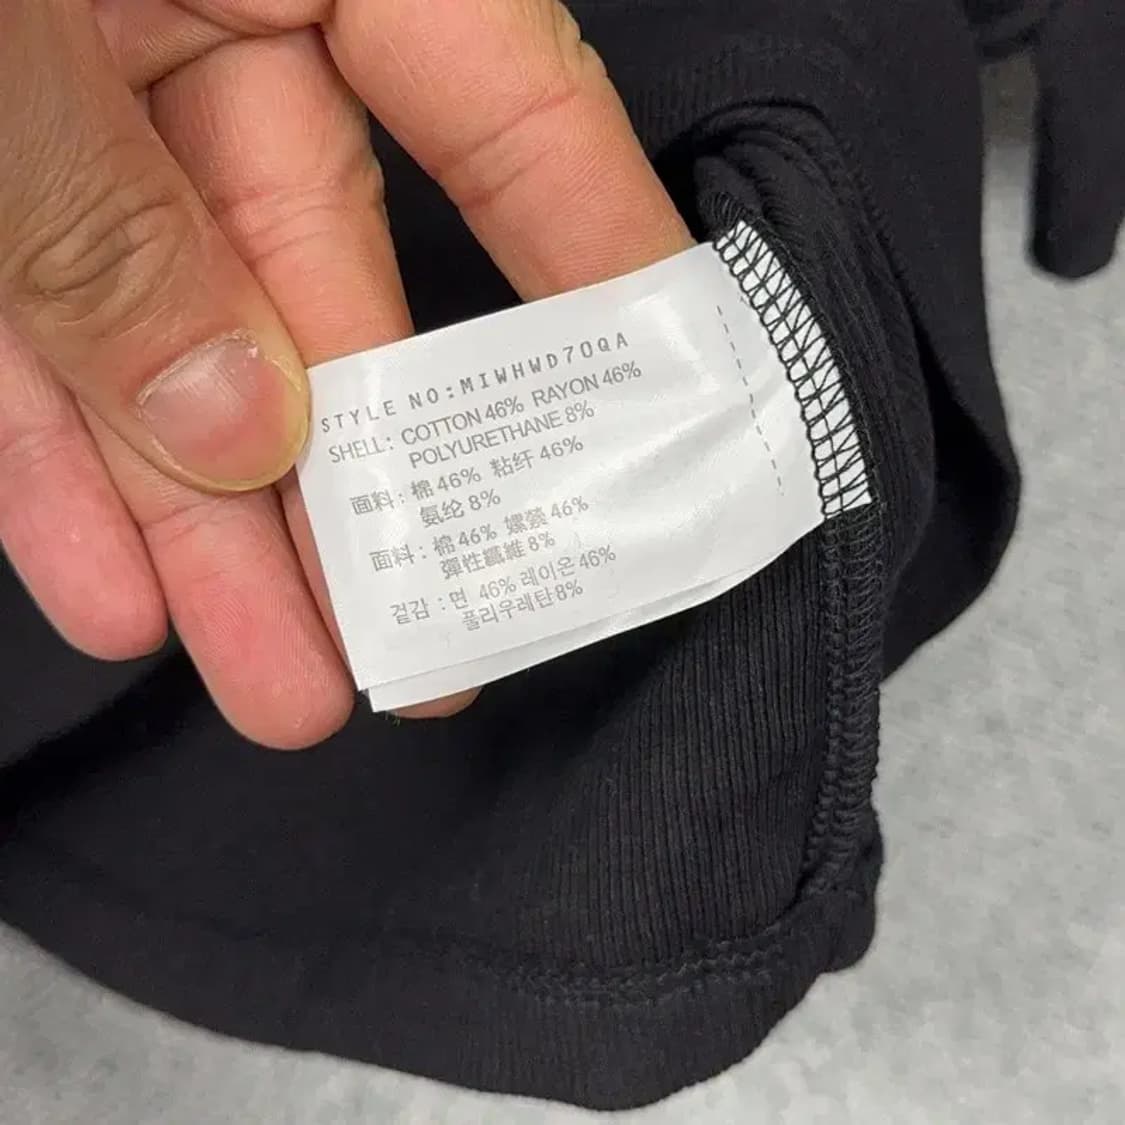 STYLE NO:MIWHWD70QA
SHELL: COTTON 46% RAYON 46%
POLYURETHANE 8%
面料: 棉 46% 粘纤 46%
氨纶 8%
面料: 棉 46% 嫘縈 46%
彈性纖維 8%
겉감 : 면 46% 레이온 46%
폴리우레탄 8%